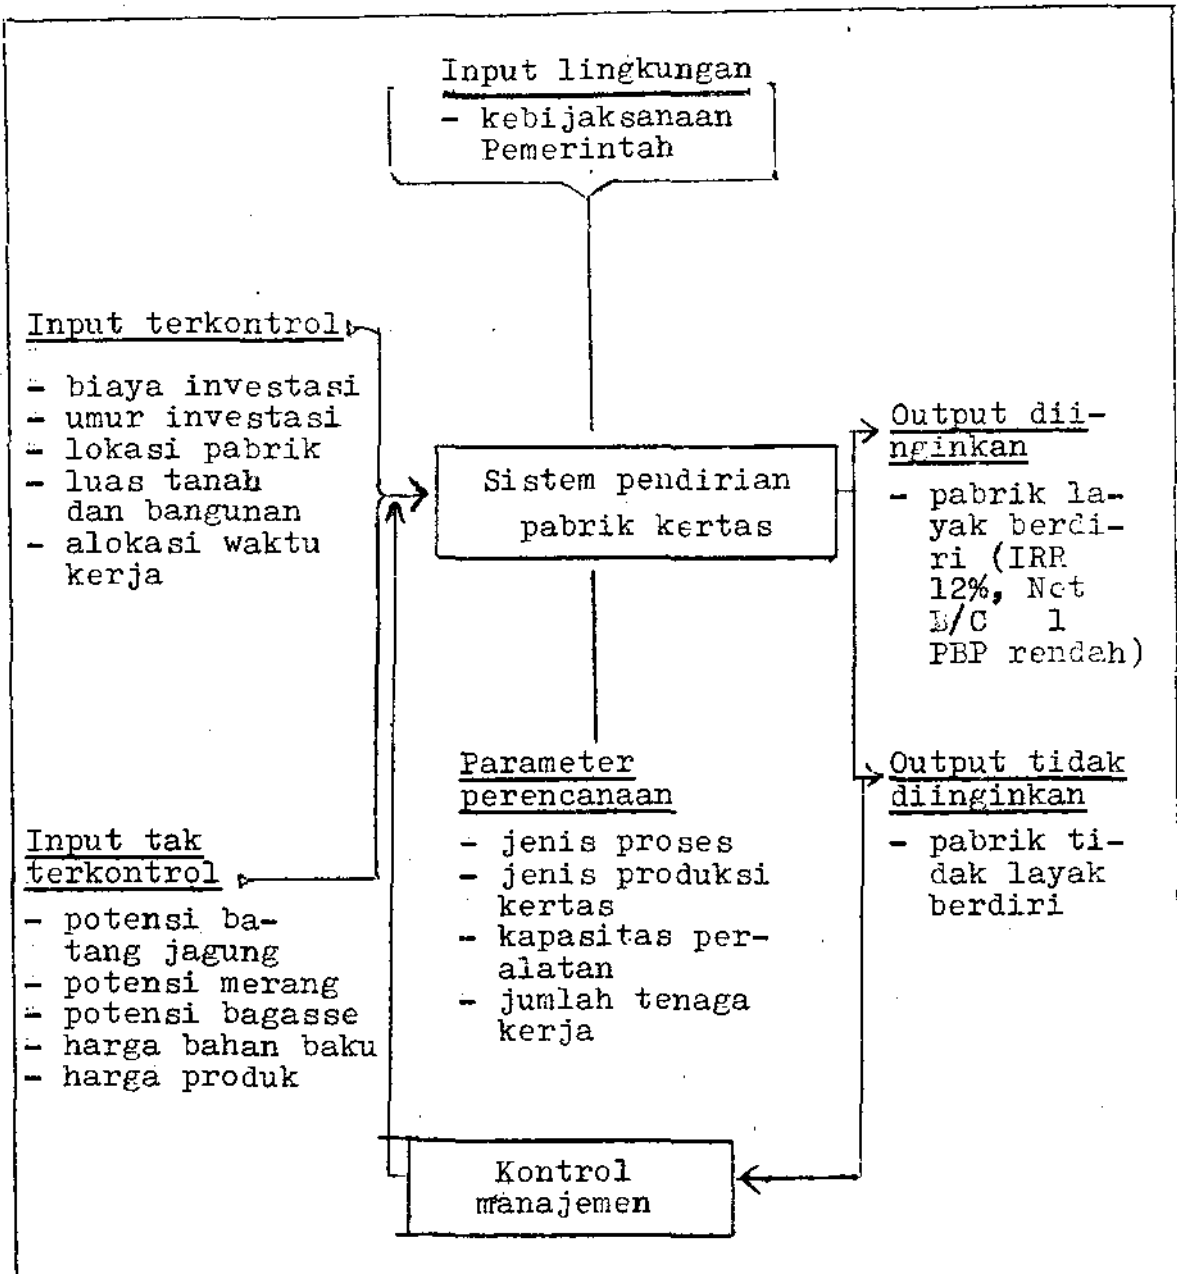 Input lingkungan
- kebijaksanaan
Pemerintah
Input terkontrol
- biaya investasi
- umur investasi
- lokasi pabrik
- luas tanah
dan bangunan
- alokasi waktu
kerja
Sistem pendirian
pabrik kertas
Output dii-
nginkan
- pabrik la-
yak berdi-
ri (IRR
12%, Net
B/C 1
PBP rendah)
Parameter
perencanaan
- jenis proses
- jenis produksi
kertas
- kapasitas per-
alatan
- jumlah tenaga
kerja
Output tidak
diinginkan
- pabrik ti-
dak layak
berdiri
Input tak
terkontrol
- potensi ba-
tang jagung
- potensi merang
- potensi bagasse
- harga bahan baku
- harga produk
Kontrol
manajemen